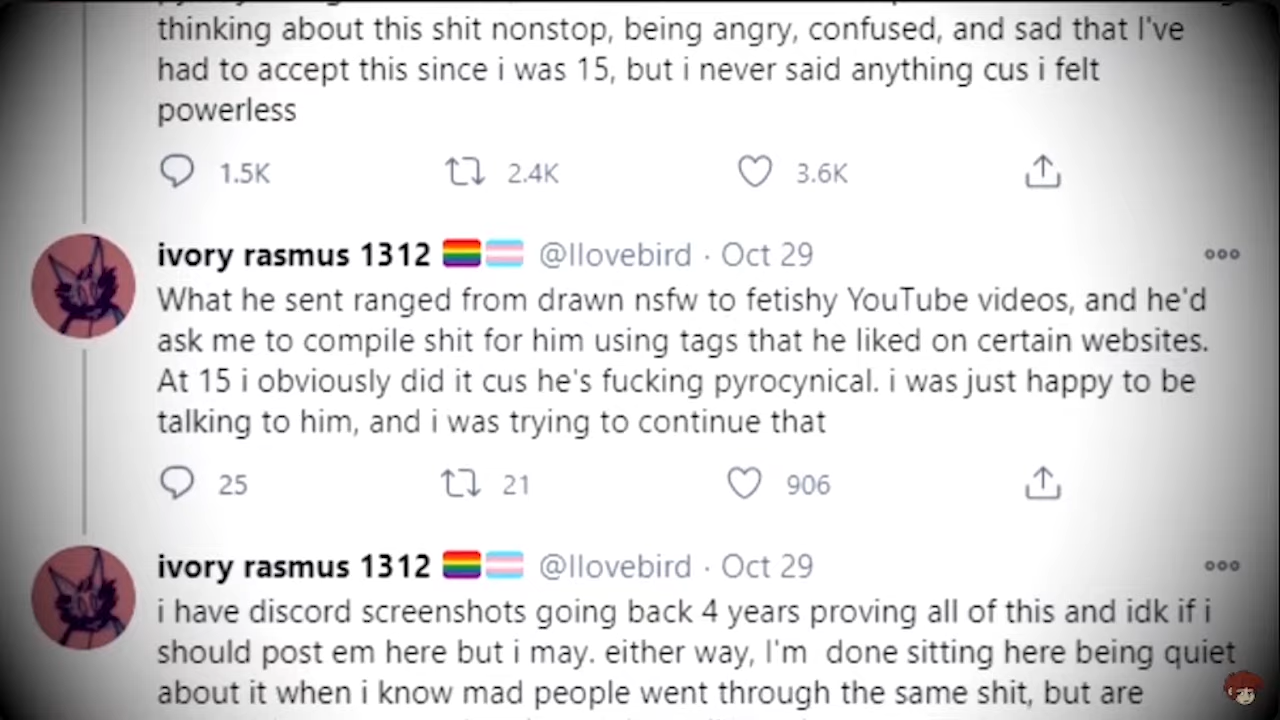 thinking about this shit nonstop, being angry, confused, and sad that I've
had to accept this since i was 15, but i never said anything cus i felt
powerless
1.5K 2.4K 3.6K
ivory rasmus 1312 🏳️‍🌈🏳️‍⚧️ @llovebird · Oct 29
What he sent ranged from drawn nsfw to fetishy YouTube videos, and he'd
ask me to compile shit for him using tags that he liked on certain websites.
At 15 i obviously did it cus he's fucking pyrocynical. i was just happy to be
talking to him, and i was trying to continue that
25 21 906
ivory rasmus 1312 🏳️‍🌈🏳️‍⚧️ @llovebird · Oct 29
i have discord screenshots going back 4 years proving all of this and idk if i
should post em here but i may. either way, I'm done sitting here being quiet
about it when i know mad people went through the same shit, but are